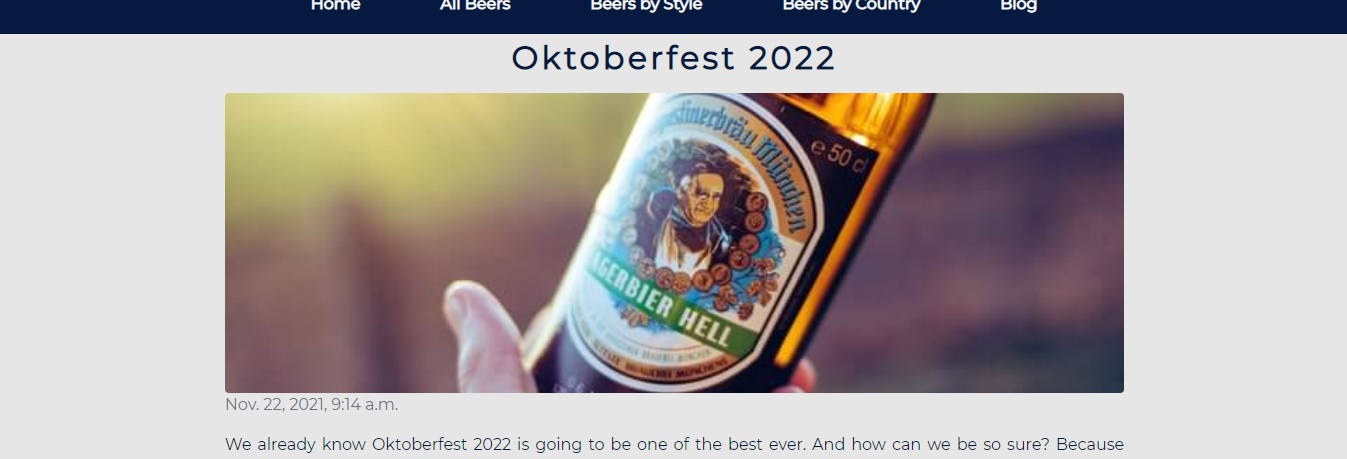 Home All Beers Beers by Style Beers by Country Blog
Oktoberfest 2022
stinerbräu München
e 50 cl
AGERBIER HELL
Nov. 22, 2021, 9:14 a.m.
We already know Oktoberfest 2022 is going to be one of the best ever. And how can we be so sure? Because